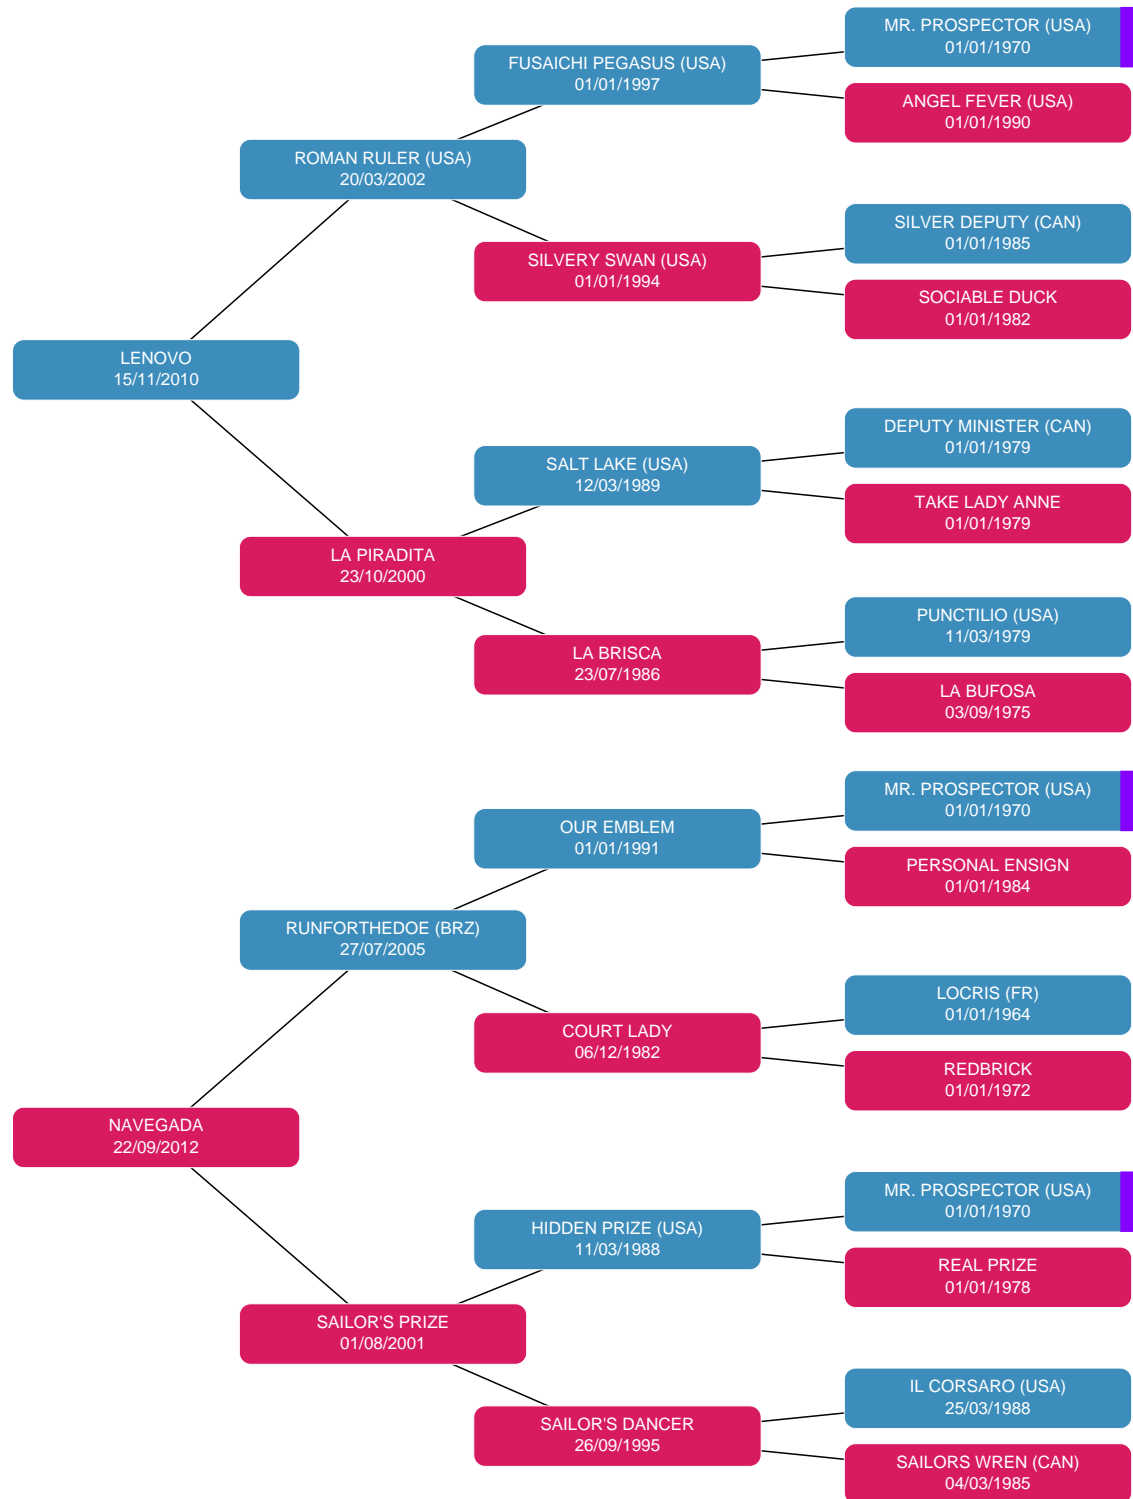 MR. PROSPECTOR (USA)
01/01/1970
FUSAICHI PEGASUS (USA)
01/01/1997
ANGEL FEVER (USA)
01/01/1990
ROMAN RULER (USA)
20/03/2002
SILVER DEPUTY (CAN)
01/01/1985
SILVERY SWAN (USA)
01/01/1994
SOCIABLE DUCK
01/01/1982
LENOVO
15/11/2010
DEPUTY MINISTER (CAN)
01/01/1979
SALT LAKE (USA)
12/03/1989
TAKE LADY ANNE
01/01/1979
LA PIRADITA
23/10/2000
PUNCTILIO (USA)
11/03/1979
LA BRISCA
23/07/1986
LA BUFOSA
03/09/1975
MR. PROSPECTOR (USA)
01/01/1970
OUR EMBLEM
01/01/1991
PERSONAL ENSIGN
01/01/1984
RUNFORTHEDOE (BRZ)
27/07/2005
LOCRIS (FR)
01/01/1964
COURT LADY
06/12/1982
REDBRICK
01/01/1972
NAVEGADA
22/09/2012
MR. PROSPECTOR (USA)
01/01/1970
HIDDEN PRIZE (USA)
11/03/1988
REAL PRIZE
01/01/1978
SAILOR'S PRIZE
01/08/2001
IL CORSARO (USA)
25/03/1988
SAILOR'S DANCER
26/09/1995
SAILORS WREN (CAN)
04/03/1985